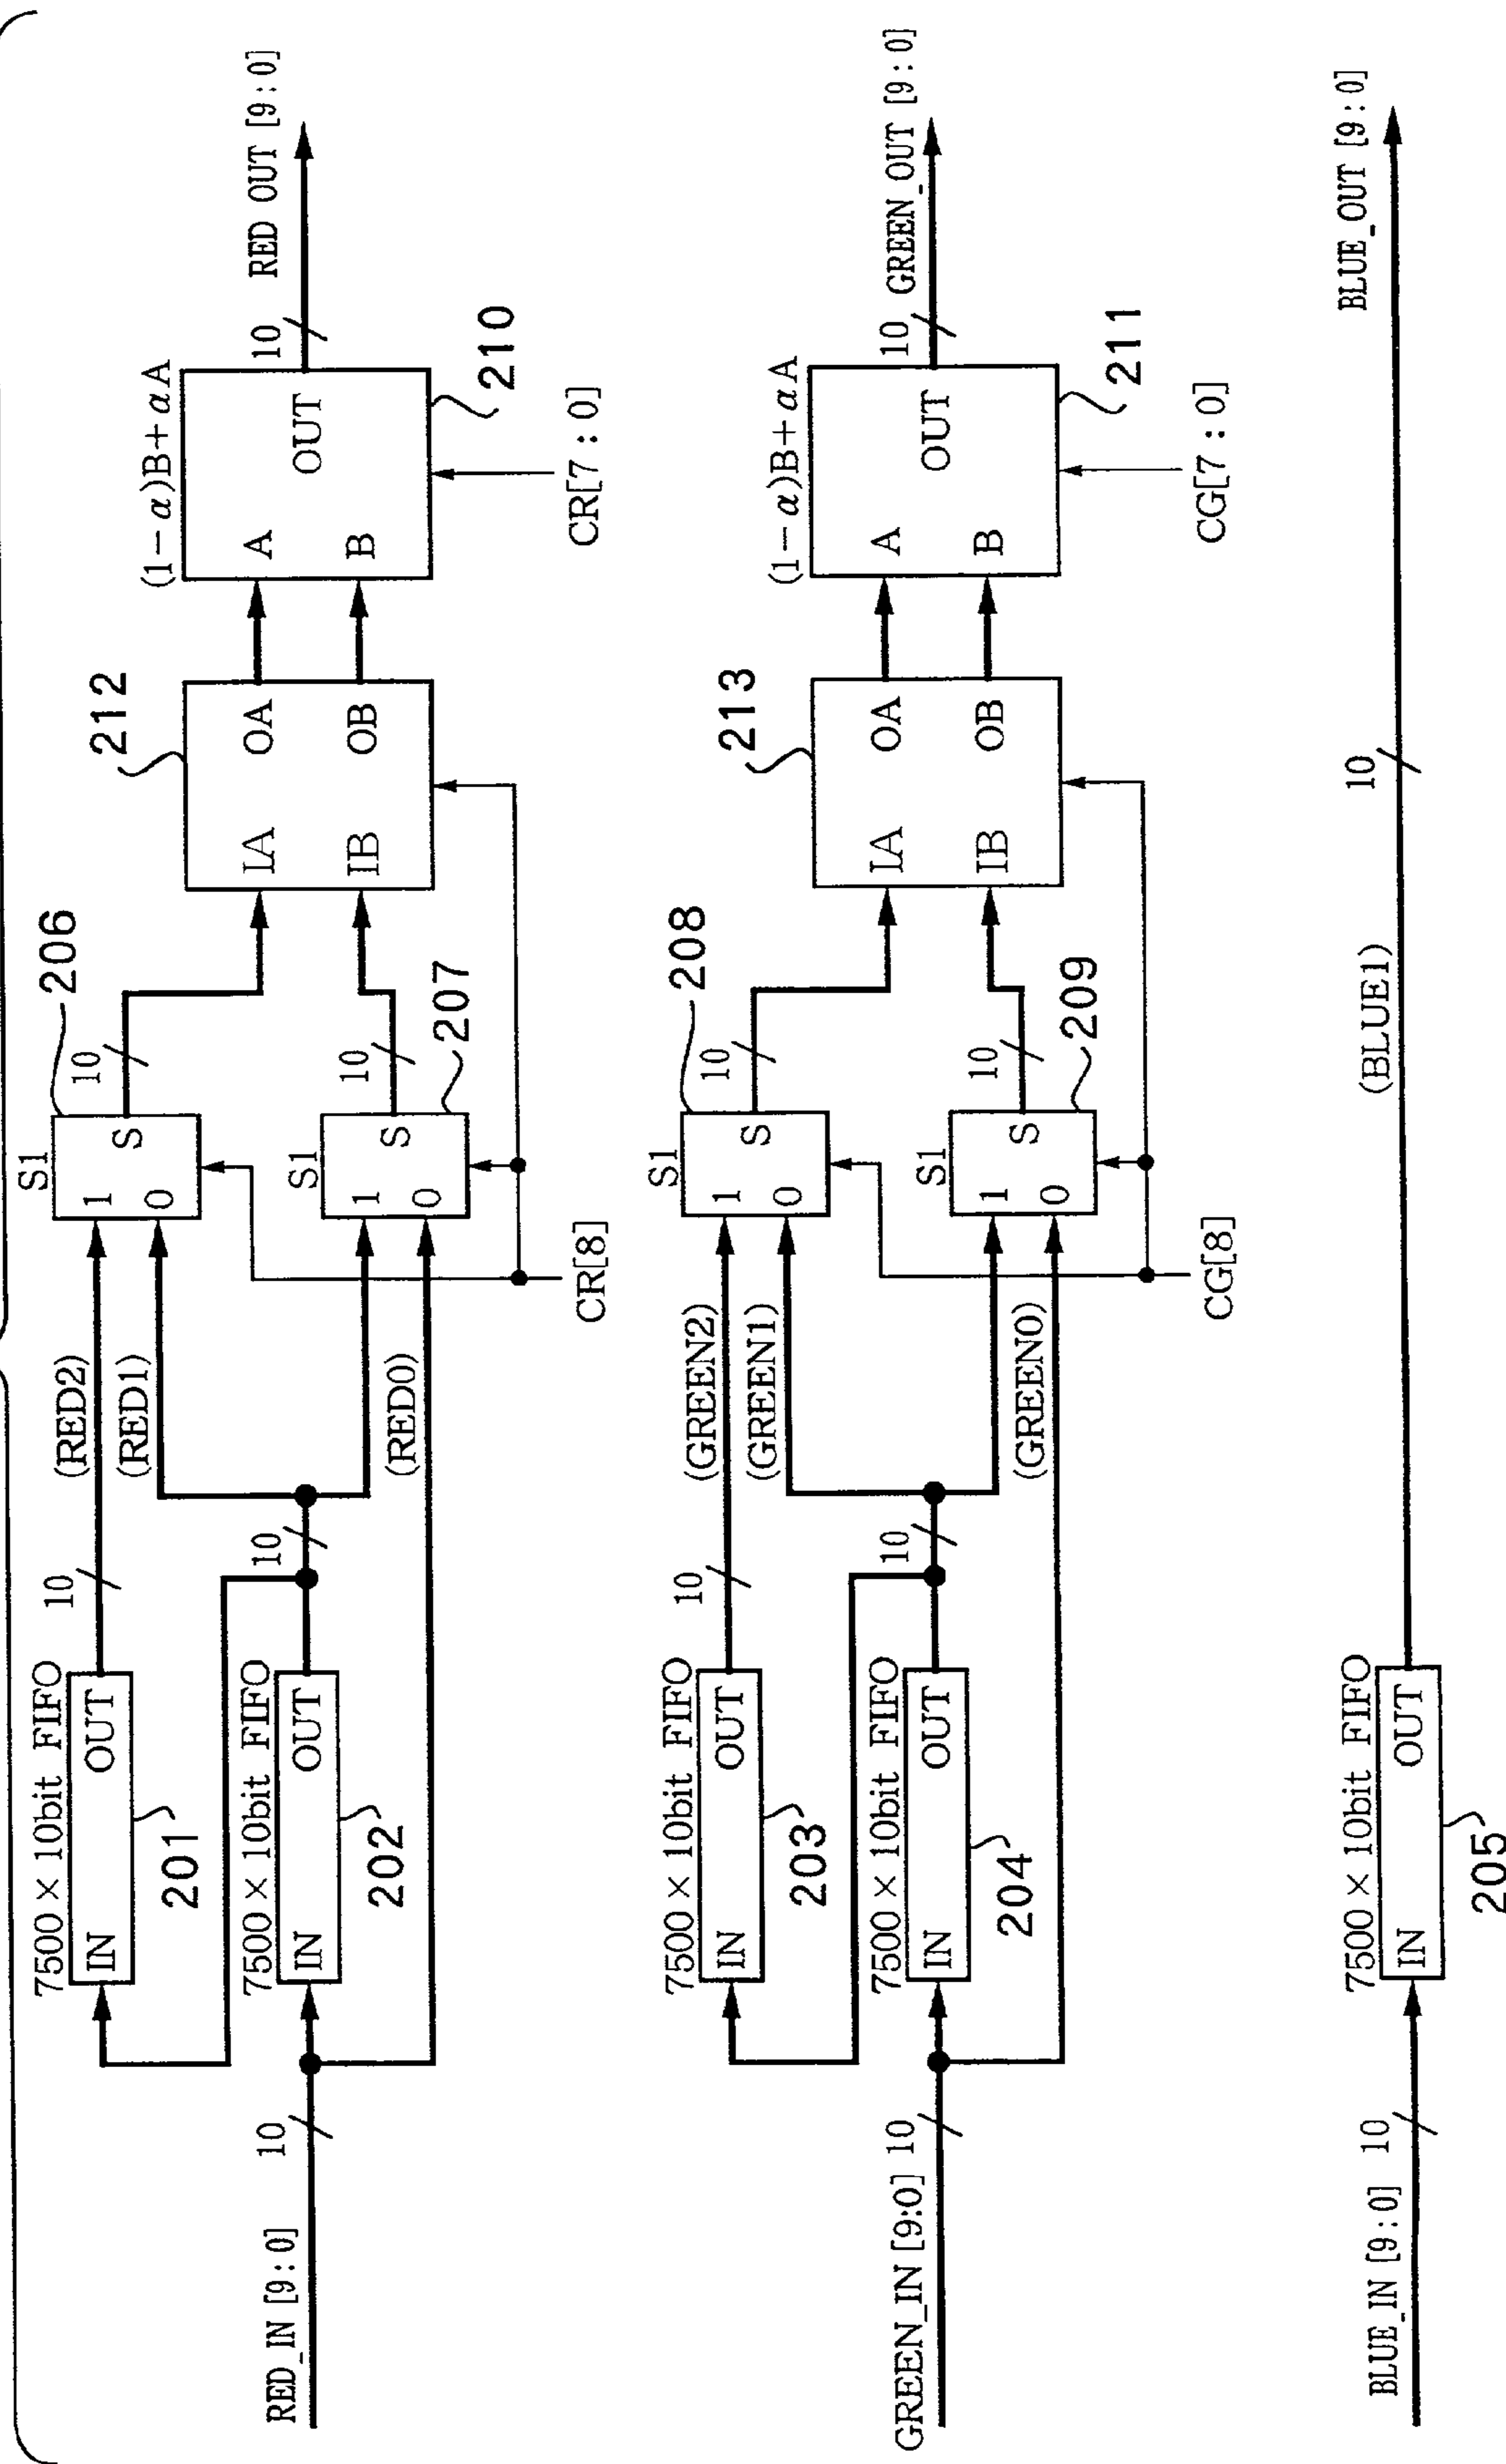 RED_IN [9:0]
10
7500 × 10bit FIFO
IN OUT
201
10
(RED2)
7500 × 10bit FIFO
IN OUT
202
10
(RED1)
(RED0)
S1
1
0
S
206
10
S1
1
0
S
207
10
CR[8]
212
IA OA
IB OB
(1-α)B+αA
A
B
OUT
210
CR[7:0]
10
RED OUT [9:0]
GREEN_IN [9:0]
10
7500 × 10bit FIFO
IN OUT
203
10
(GREEN2)
7500 × 10bit FIFO
IN OUT
204
10
(GREEN1)
(GREEN0)
S1
1
0
S
208
10
S1
1
0
S
209
10
CG[8]
213
IA OA
IB OB
(1-α)B+αA
A
B
OUT
211
CG[7:0]
10
GREEN_OUT [9:0]
BLUE_IN [9:0]
10
7500 × 10bit FIFO
IN OUT
205
(BLUE1)
10
BLUE_OUT [9:0]